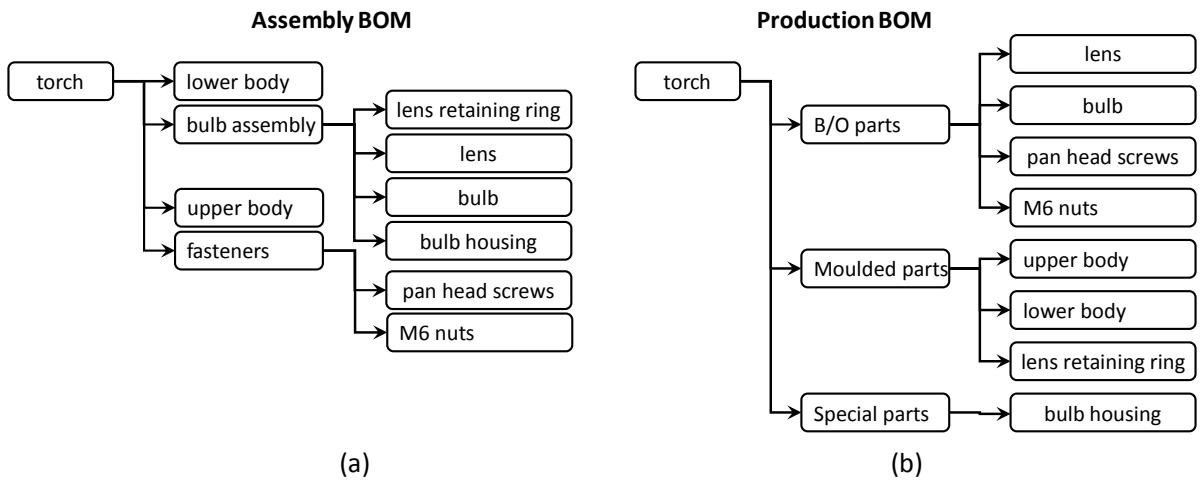 Assembly BOM
torch
lower body
bulb assembly
upper body
fasteners
lens retaining ring
lens
bulb
bulb housing
pan head screws
M6 nuts
(a)
Production BOM
torch
B/O parts
Moulded parts
Special parts
lens
bulb
pan head screws
M6 nuts
upper body
lower body
lens retaining ring
bulb housing
(b)